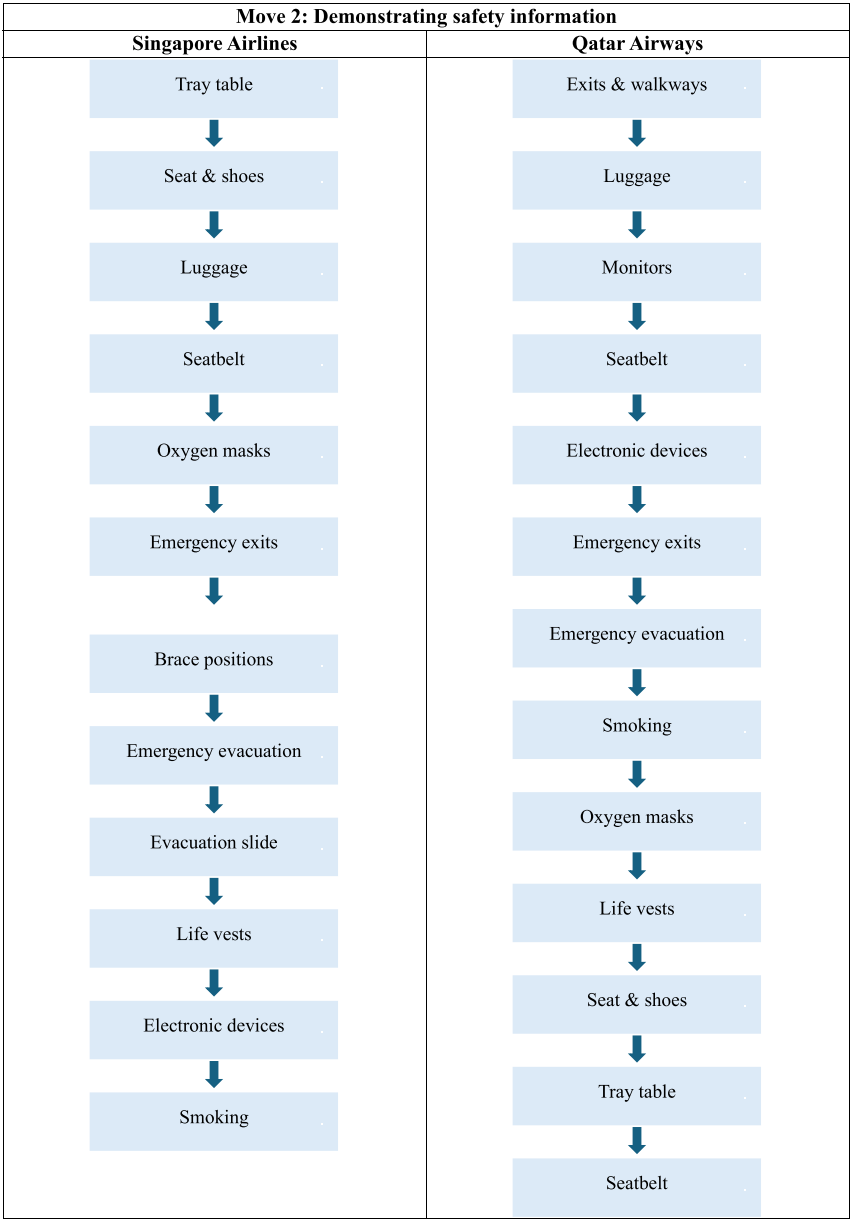 Move 2: Demonstrating safety information
Singapore Airlines
Tray table
Seat & shoes
Luggage
Seatbelt
Oxygen masks
Emergency exits
Brace positions
Emergency evacuation
Evacuation slide
Life vests
Electronic devices
Smoking
Qatar Airways
Exits & walkways
Luggage
Monitors
Seatbelt
Electronic devices
Emergency exits
Emergency evacuation
Smoking
Oxygen masks
Life vests
Seat & shoes
Tray table
Seatbelt